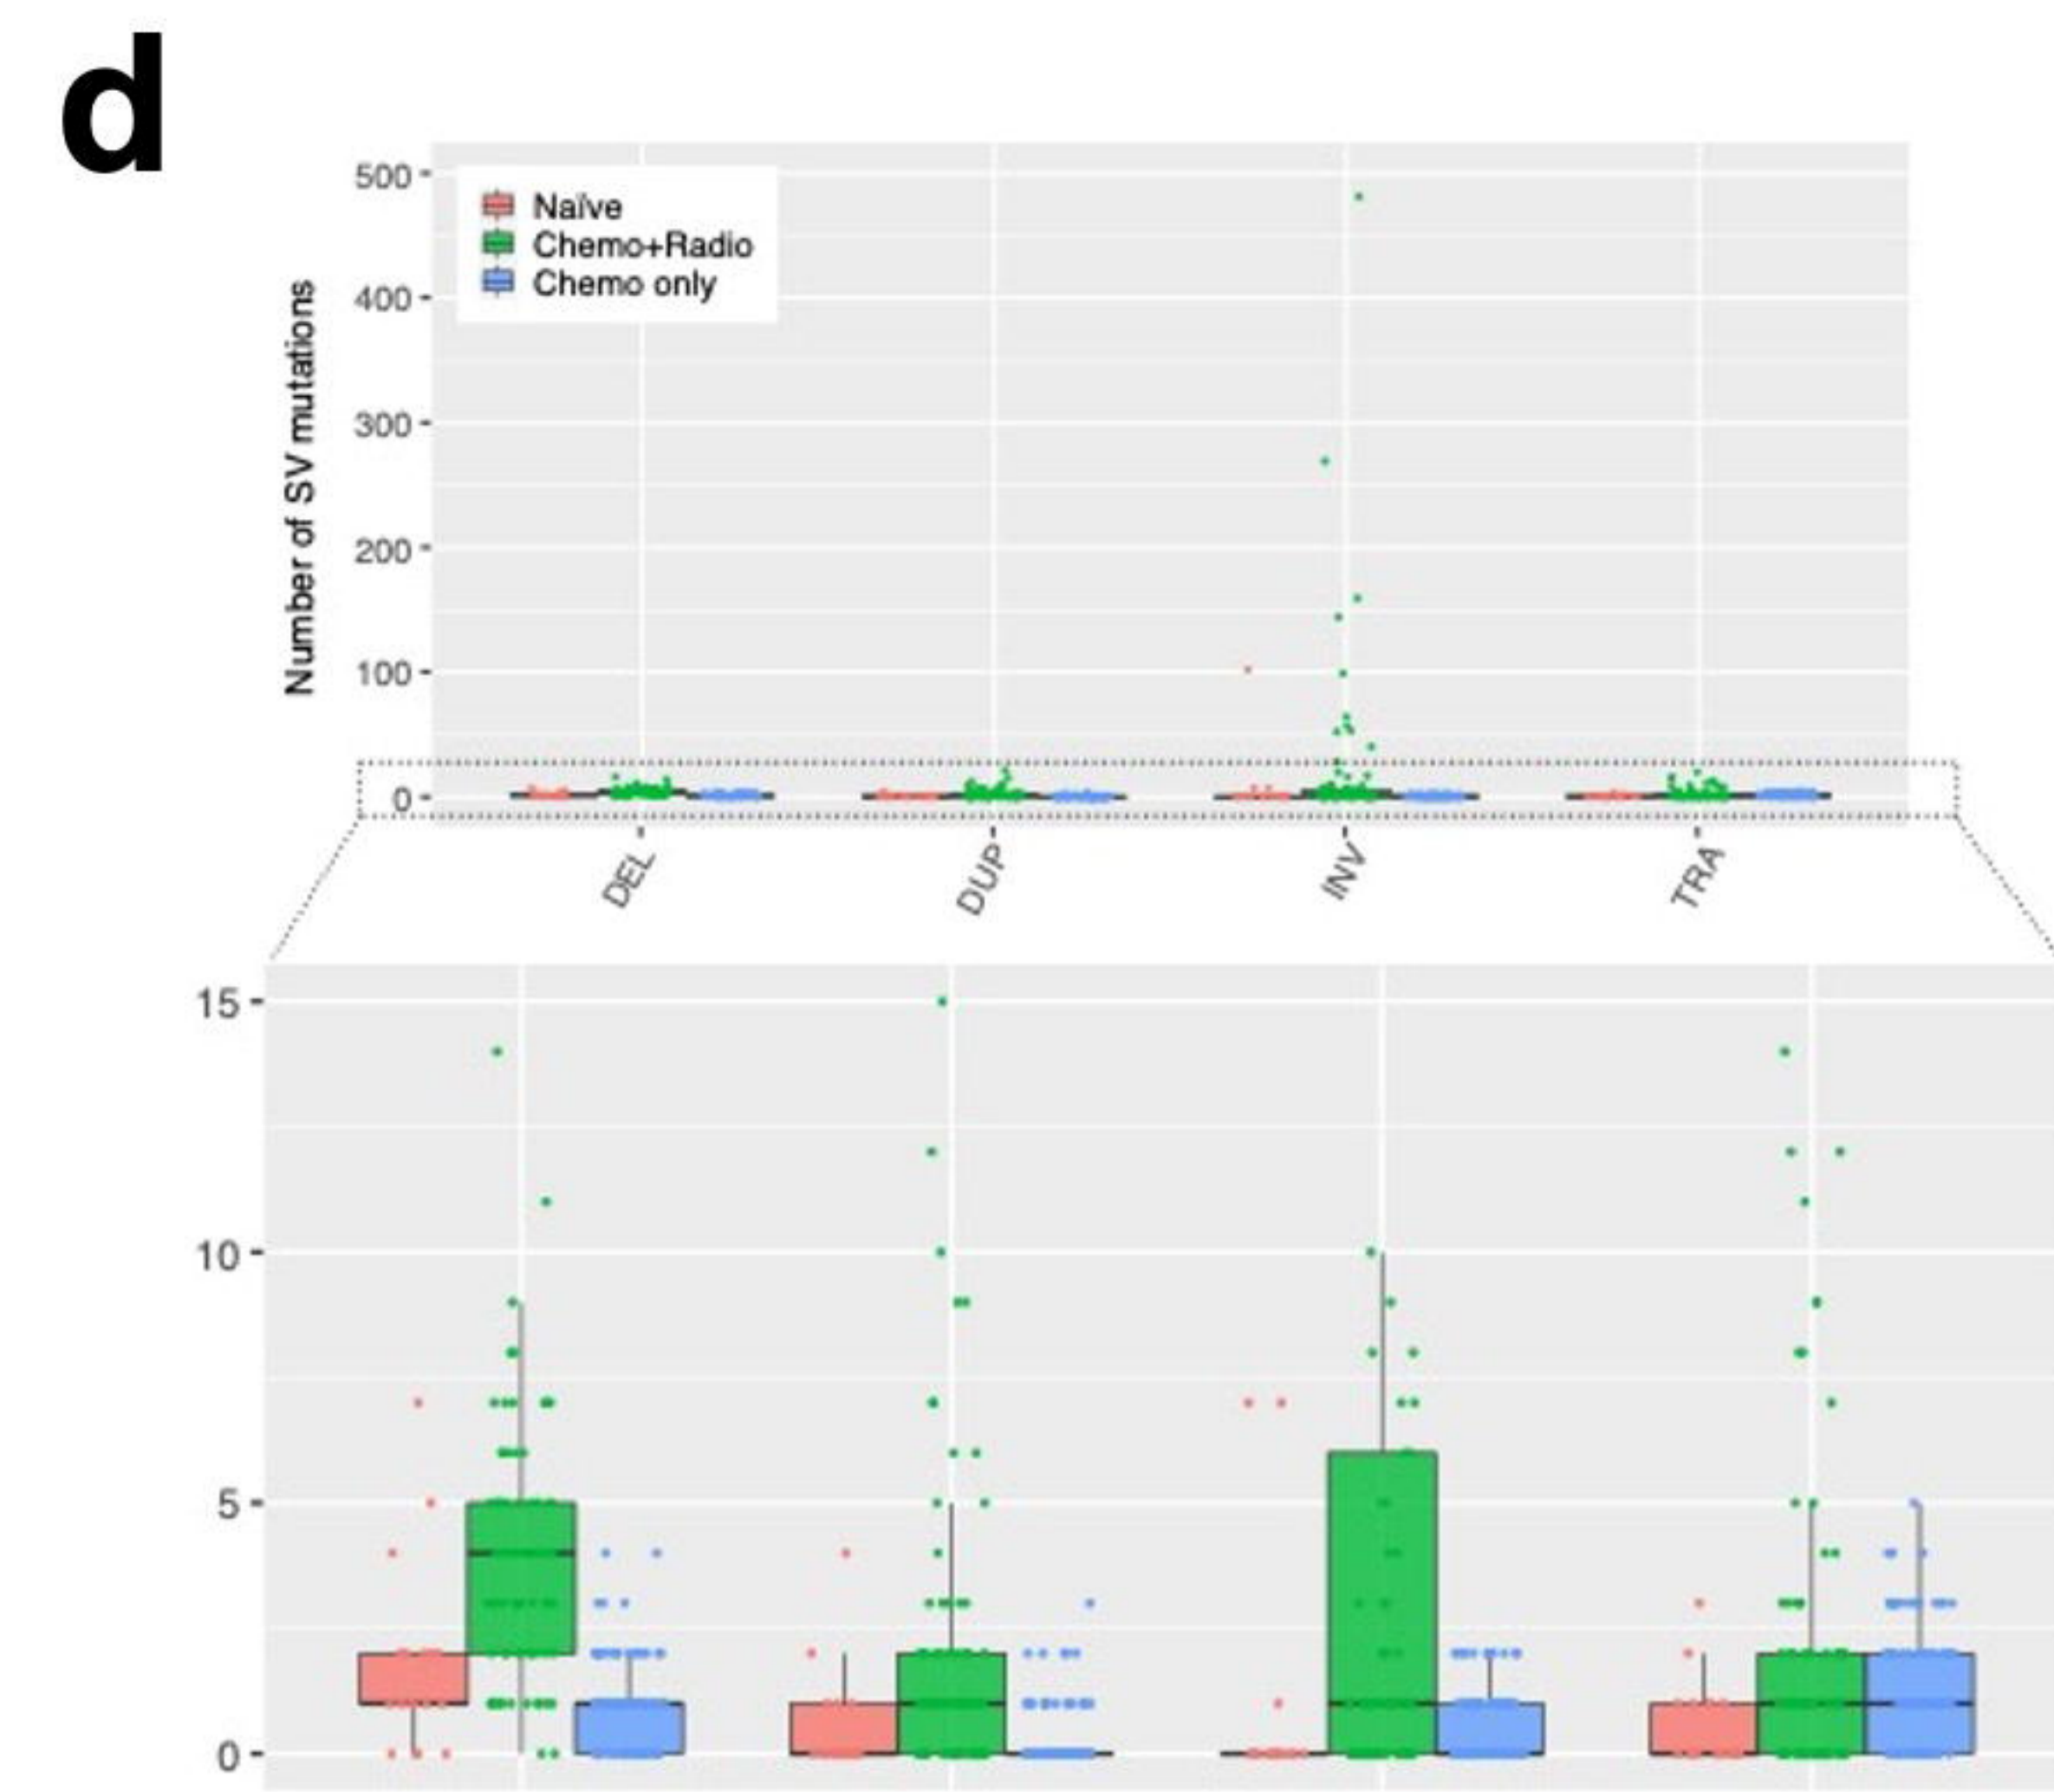 d
500
400
300
200
100
0
Number of SV mutations
Naïve
Chemo+Radio
Chemo only
DEL
DUP
INV
TRA
15
10
5
0